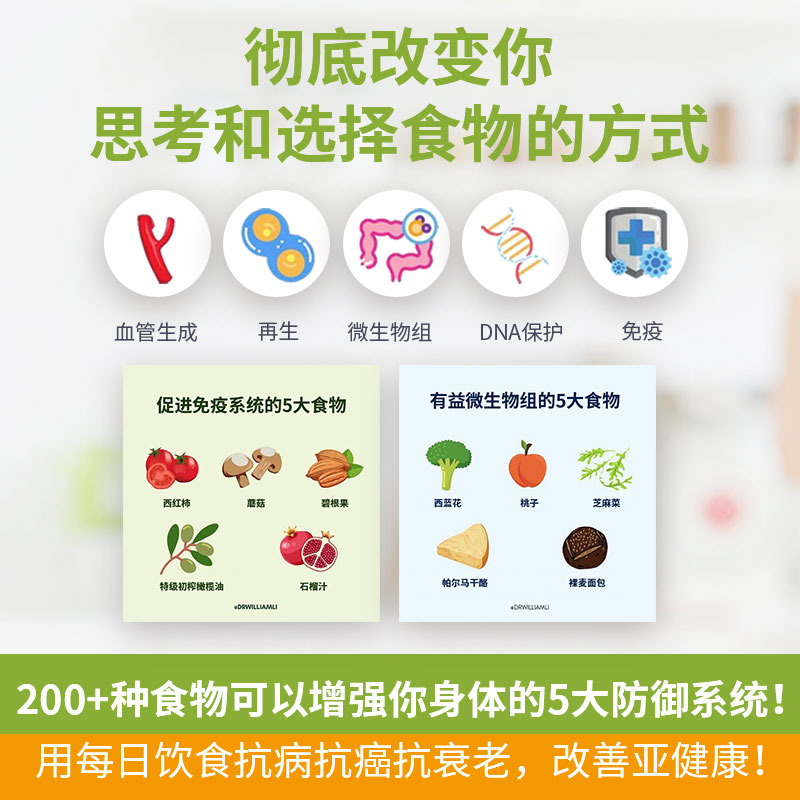 彻底改变你
思考和选择食物的方式
血管生成
再生
微生物组
DNA保护
免疫
促进免疫系统的5大食物
西红柿
蘑菇
碧根果
特级初榨橄榄油
石榴汁
@DRWILLIAMLI
有益微生物组的5大食物
西蓝花
桃子
芝麻菜
帕尔马干酪
裸麦面包
@DRWILLIAMLI
200+种食物可以增强你身体的5大防御系统!
用每日饮食抗病抗癌抗衰老，改善亚健康!